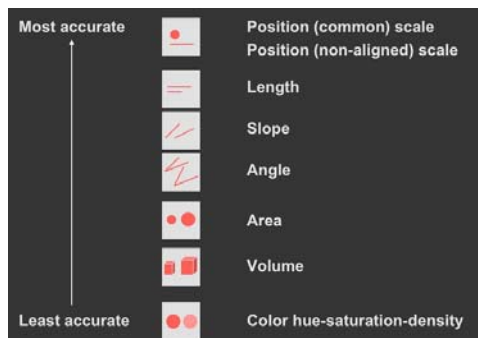 Most accurate
Position (common) scale
Position (non-aligned) scale
Length
Slope
Angle
Area
Volume
Least accurate
Color hue-saturation-density